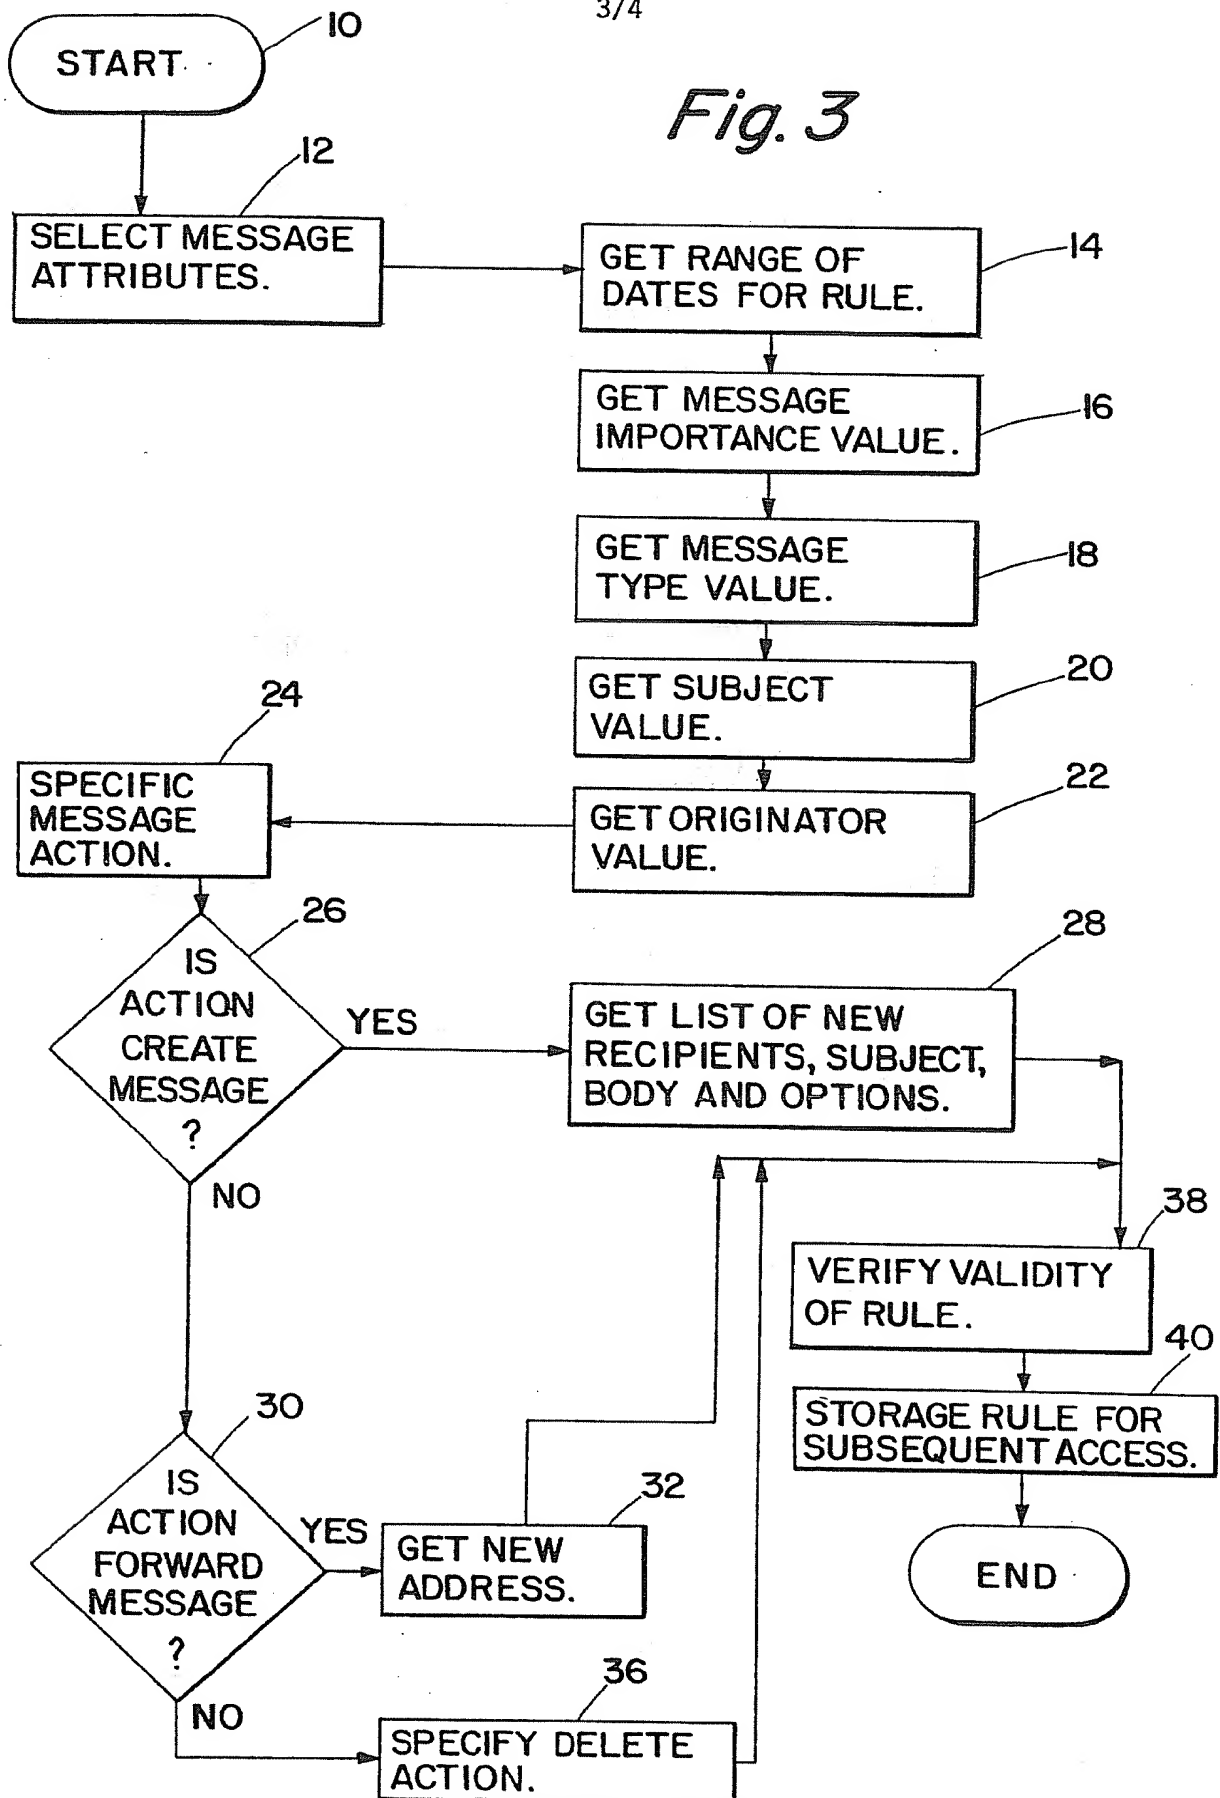 3/4
Fig. 3
START
10
12
SELECT MESSAGE
ATTRIBUTES.
GET RANGE OF
DATES FOR RULE.
14
GET MESSAGE
IMPORTANCE VALUE.
16
GET MESSAGE
TYPE VALUE.
18
GET SUBJECT
VALUE.
20
GET ORIGINATOR
VALUE.
22
24
SPECIFIC
MESSAGE
ACTION.
26
IS
ACTION
CREATE
MESSAGE
?
YES
NO
28
GET LIST OF NEW
RECIPIENTS, SUBJECT,
BODY AND OPTIONS.
30
IS
ACTION
FORWARD
MESSAGE
?
YES
NO
32
GET NEW
ADDRESS.
36
SPECIFY DELETE
ACTION.
38
VERIFY VALIDITY
OF RULE.
40
STORAGE RULE FOR
SUBSEQUENT ACCESS.
END